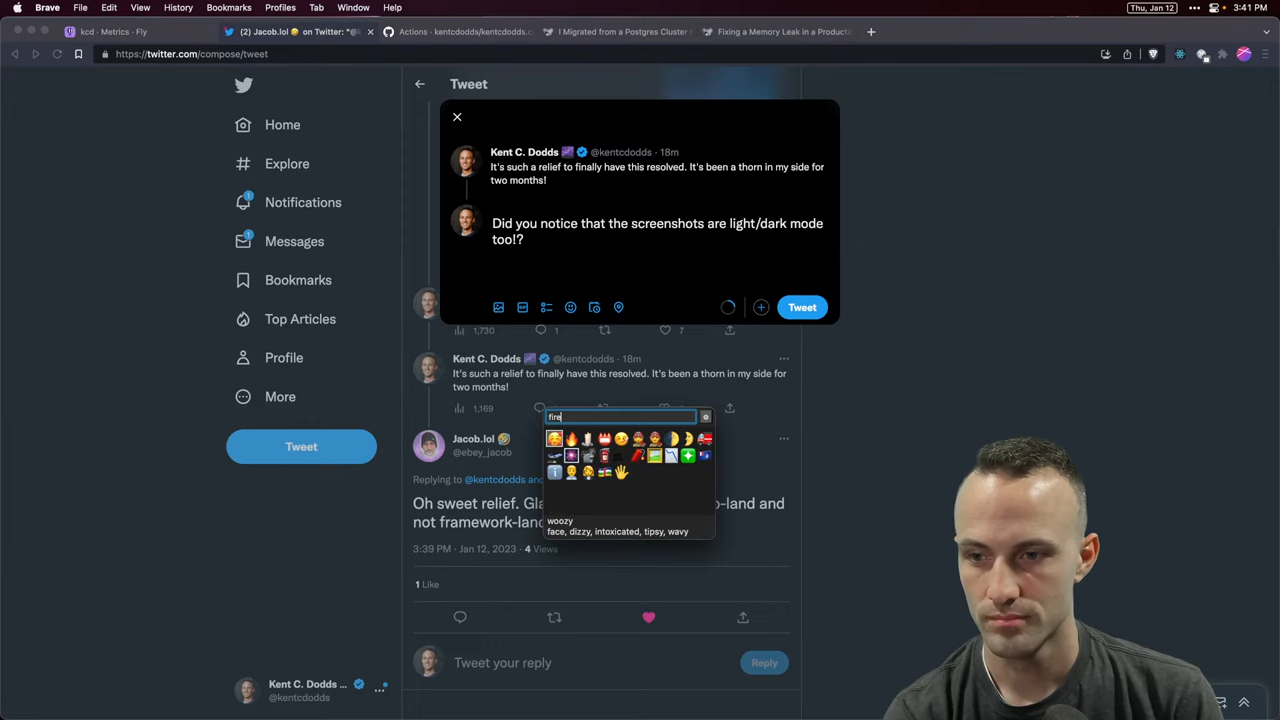 Brave File Edit View History Bookmarks Profiles Tab Window Help Thu, Jan 12 3:41 PM
kcd · Metrics · Fly (2) Jacob.lol 🤣 on Twitter: "@k Actions · kentcdodds/kentcdodds.c I Migrated from a Postgres Cluster Fixing a Memory Leak in a Production
https://twitter.com/compose/tweet
Home
Explore
Notifications
1
Messages
1
Bookmarks
Top Articles
Profile
More
Tweet
Kent C. Dodds ...
@kentcdodds
Tweet
Kent C. Dodds @kentcdodds · 18m
It's such a relief to finally have this resolved. It's been a thorn in my side for
two months!
Did you notice that the screenshots are light/dark mode
too!?
GIF
Tweet
1,730 1 7
Kent C. Dodds @kentcdodds · 18m
It's such a relief to finally have this resolved. It's been a thorn in my side for
two months!
1,169
fire
woozy
face, dizzy, intoxicated, tipsy, wavy
Jacob.lol 🤣
@ebey_jacob
Replying to @kentcdodds and
Oh sweet relief. -land and
not framework-lan
3:39 PM · Jan 12, 2023 · 4 Views
1 Like
Tweet your reply
Reply